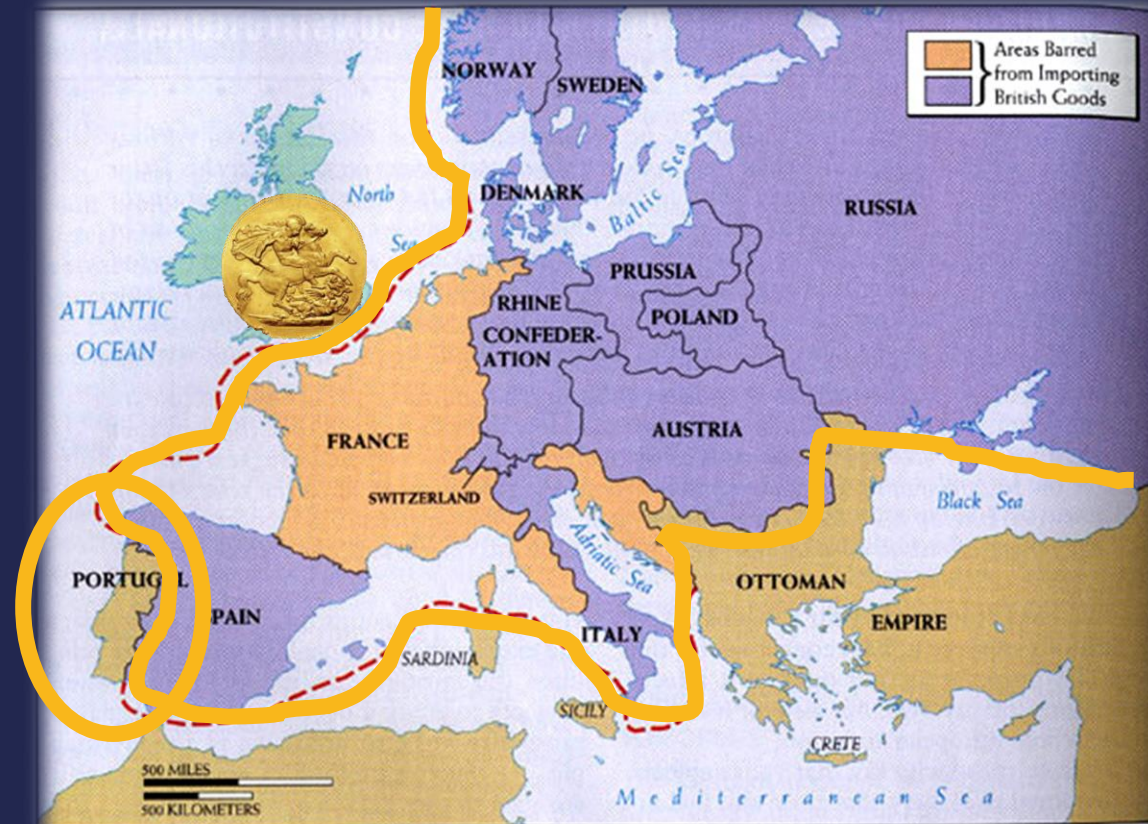 NORWAY
SWEDEN
Areas Barred
from Importing
British Goods
North
Sea
DENMARK
Baltic Sea
RUSSIA
PRUSSIA
RHINE
CONFEDER-
ATION
POLAND
ATLANTIC
OCEAN
FRANCE
AUSTRIA
SWITZERLAND
Black Sea
Adriatic Sea
PORTUGAL
PAIN
OTTOMAN
EMPIRE
ITALY
SARDINIA
SICILY
CRETE
500 MILES
500 KILOMETERS
Mediterranean Sea